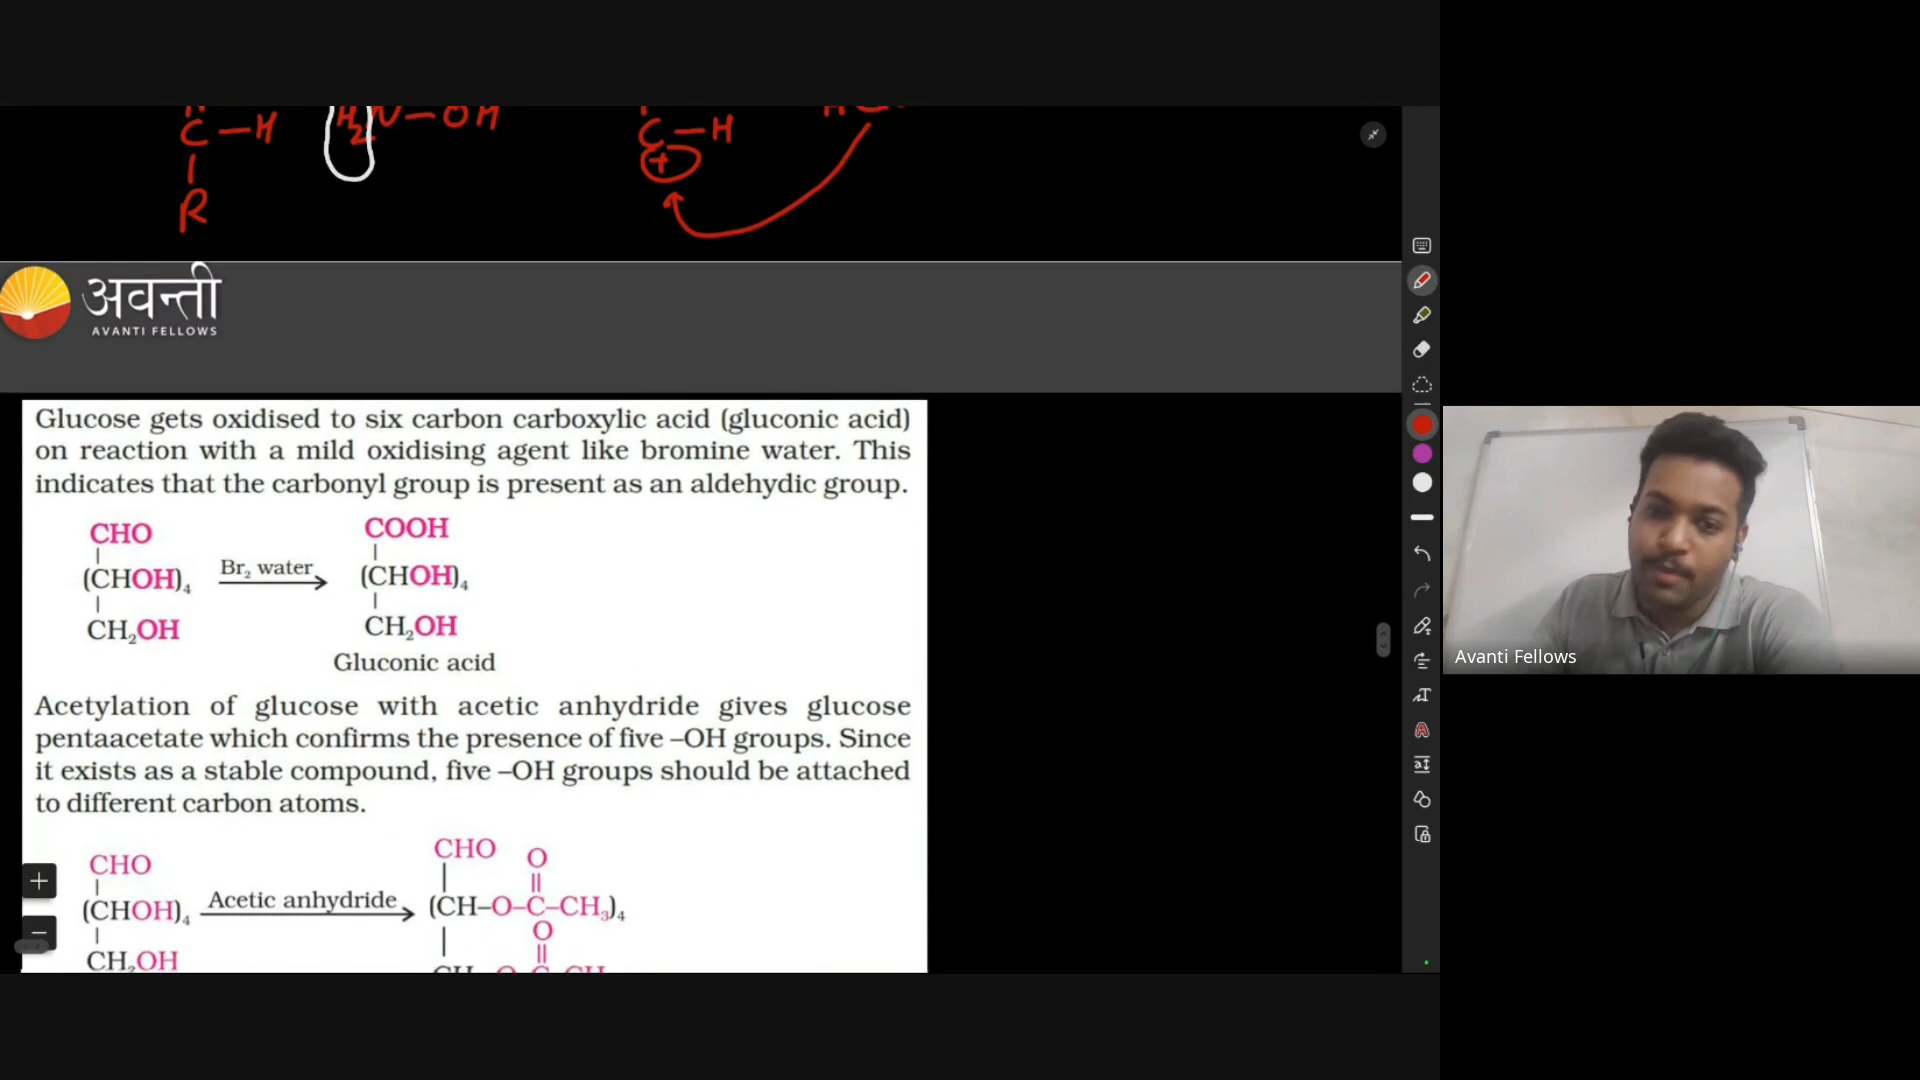 C – H H2N – OH C – H
+
R
अवन्ती
AVANTI FELLOWS
Glucose gets oxidised to six carbon carboxylic acid (gluconic acid)
on reaction with a mild oxidising agent like bromine water. This
indicates that the carbonyl group is present as an aldehydic group.
CHO COOH
(CHOH)4 Br2 water (CHOH)4
CH2OH CH2OH
Gluconic acid
Acetylation of glucose with acetic anhydride gives glucose
pentaacetate which confirms the presence of five –OH groups. Since
it exists as a stable compound, five –OH groups should be attached
to different carbon atoms.
CHO CHO O
(CHOH)4 Acetic anhydride (CH–O–C–CH3)4
O
CH2OH
Avanti Fellows